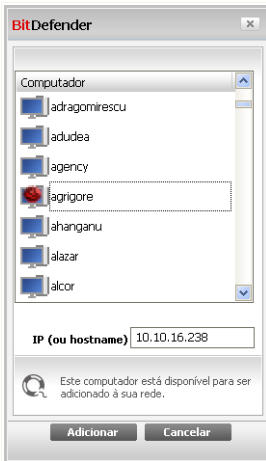 BitDefender
Computador
adragomirescu
adudea
agency
agrigore
ahanganu
alazar
alcor
IP (ou hostname) 10.10.16.238
Este computador está disponível para ser
adicionado à sua rede.
Adicionar Cancelar